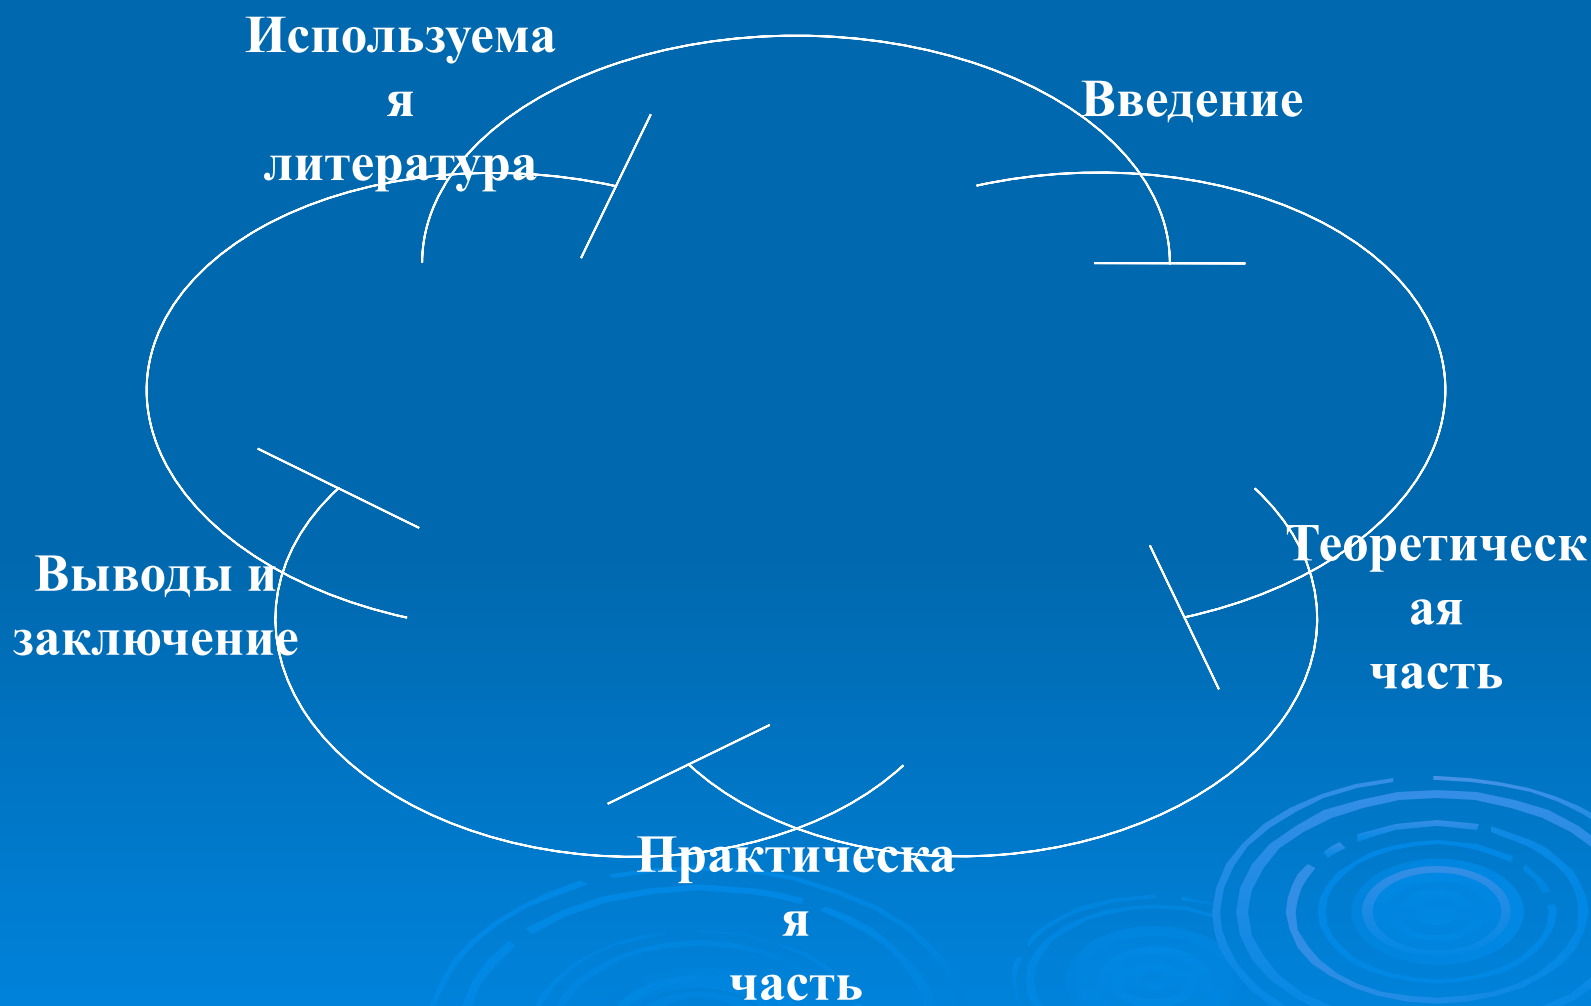 Используема
я
литература
Введение
Теоретическ
ая
часть
Практическа
я
часть
Выводы и
заключение